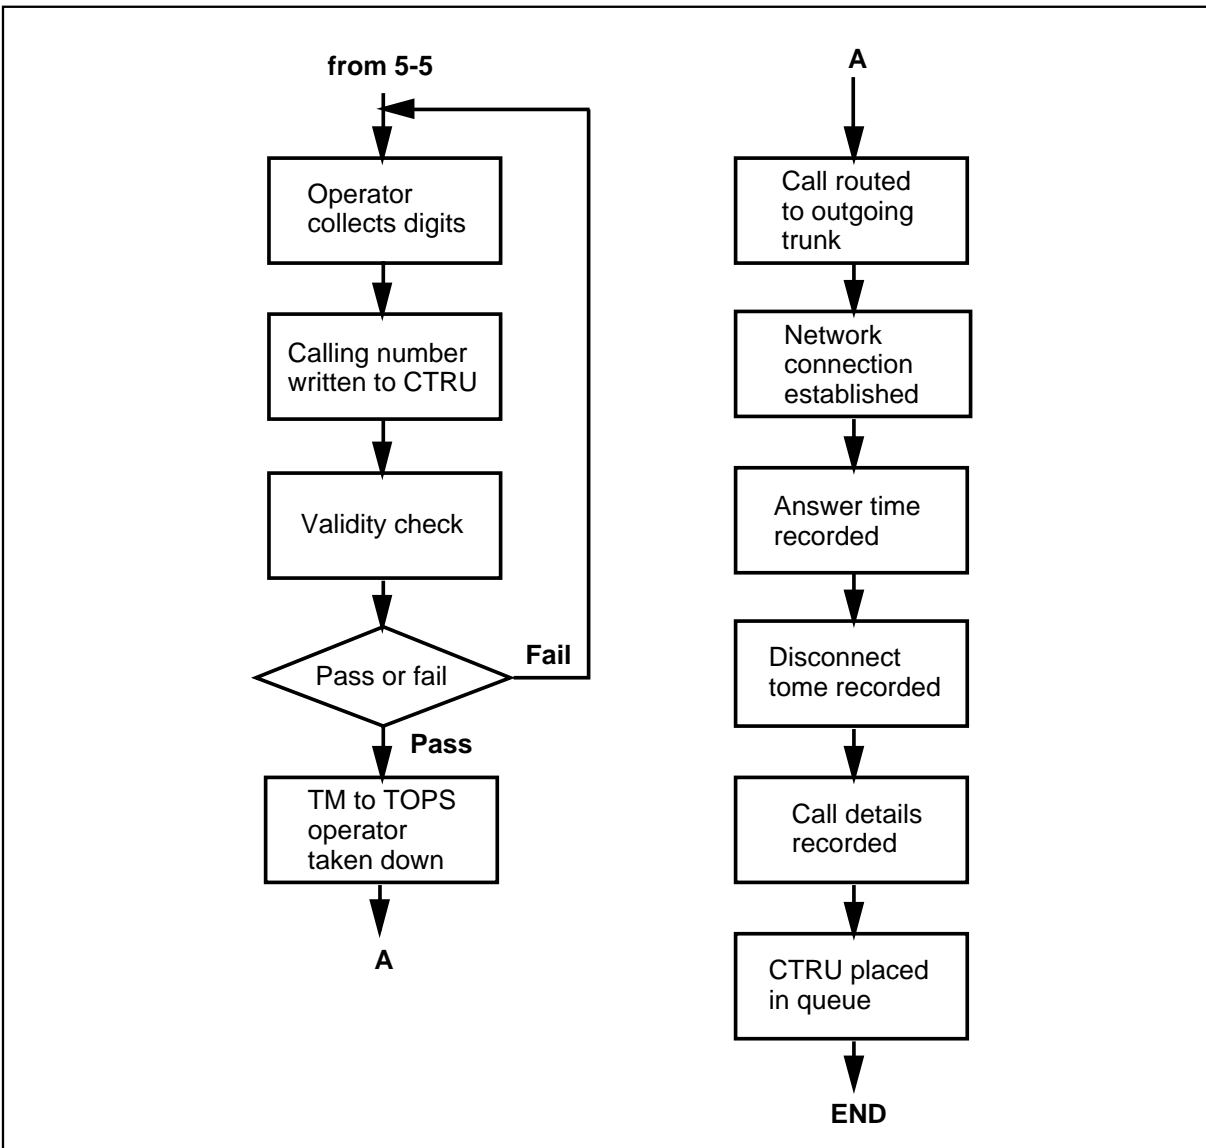 from 5-5
Operator
collects digits
Calling number
written to CTRU
Validity check
Pass or fail
Fail
Pass
TM to TOPS
operator
taken down
A
A
Call routed
to outgoing
trunk
Network
connection
established
Answer time
recorded
Disconnect
tome recorded
Call details
recorded
CTRU placed
in queue
END